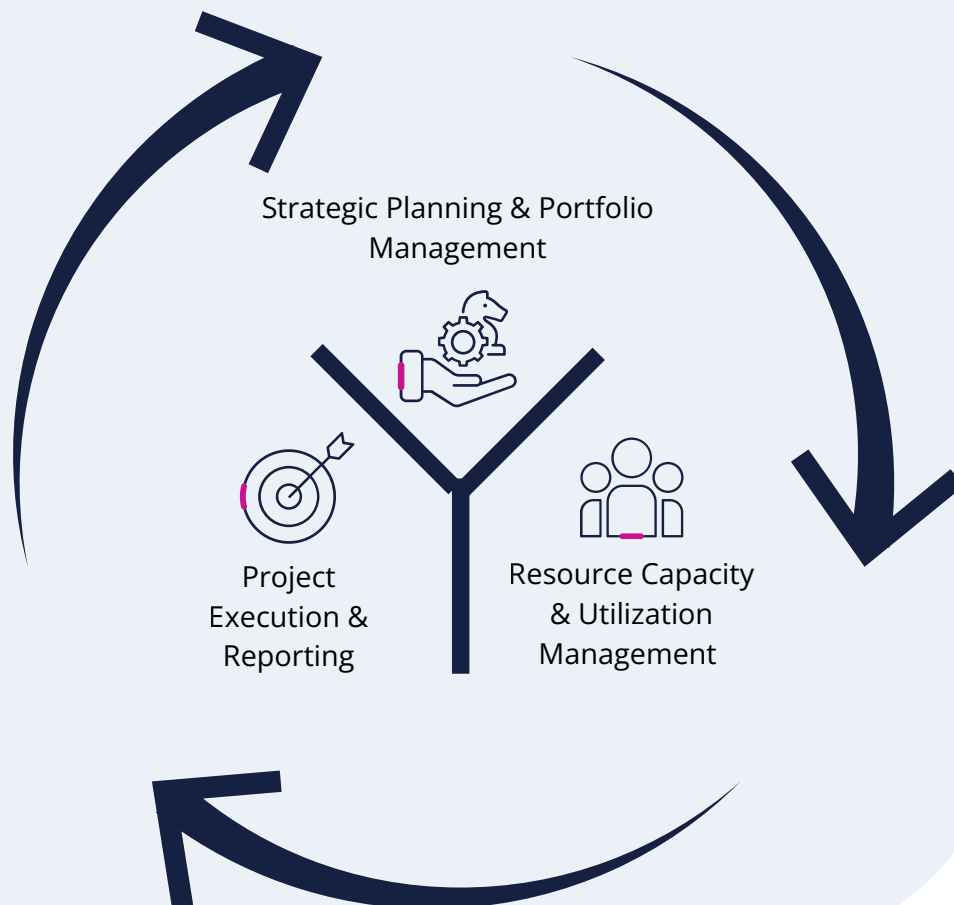 Strategic Planning & Portfolio
Management
Project
Execution &
Reporting
Resource Capacity
& Utilization
Management